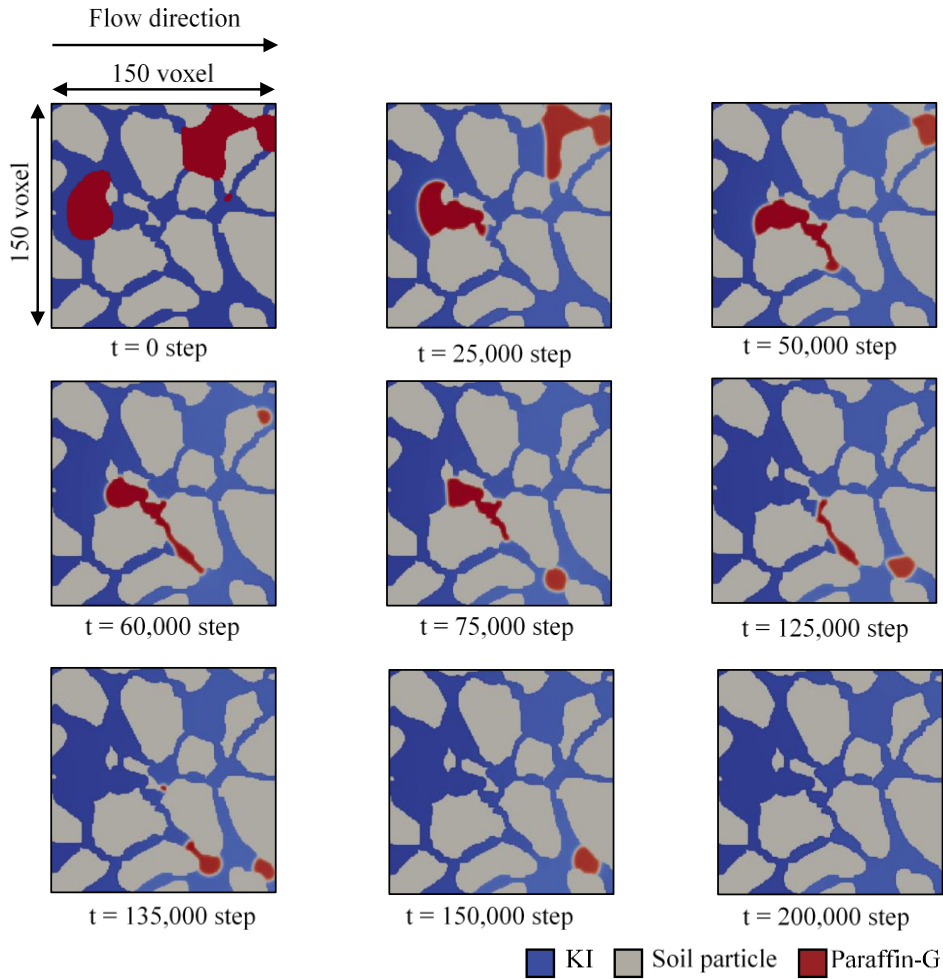 Flow direction
150 voxel
150 voxel
t = 0 step
t = 25,000 step
t = 50,000 step
t = 60,000 step
t = 75,000 step
t = 125,000 step
t = 135,000 step
t = 150,000 step
t = 200,000 step
KI
Soil particle
Paraffin-G